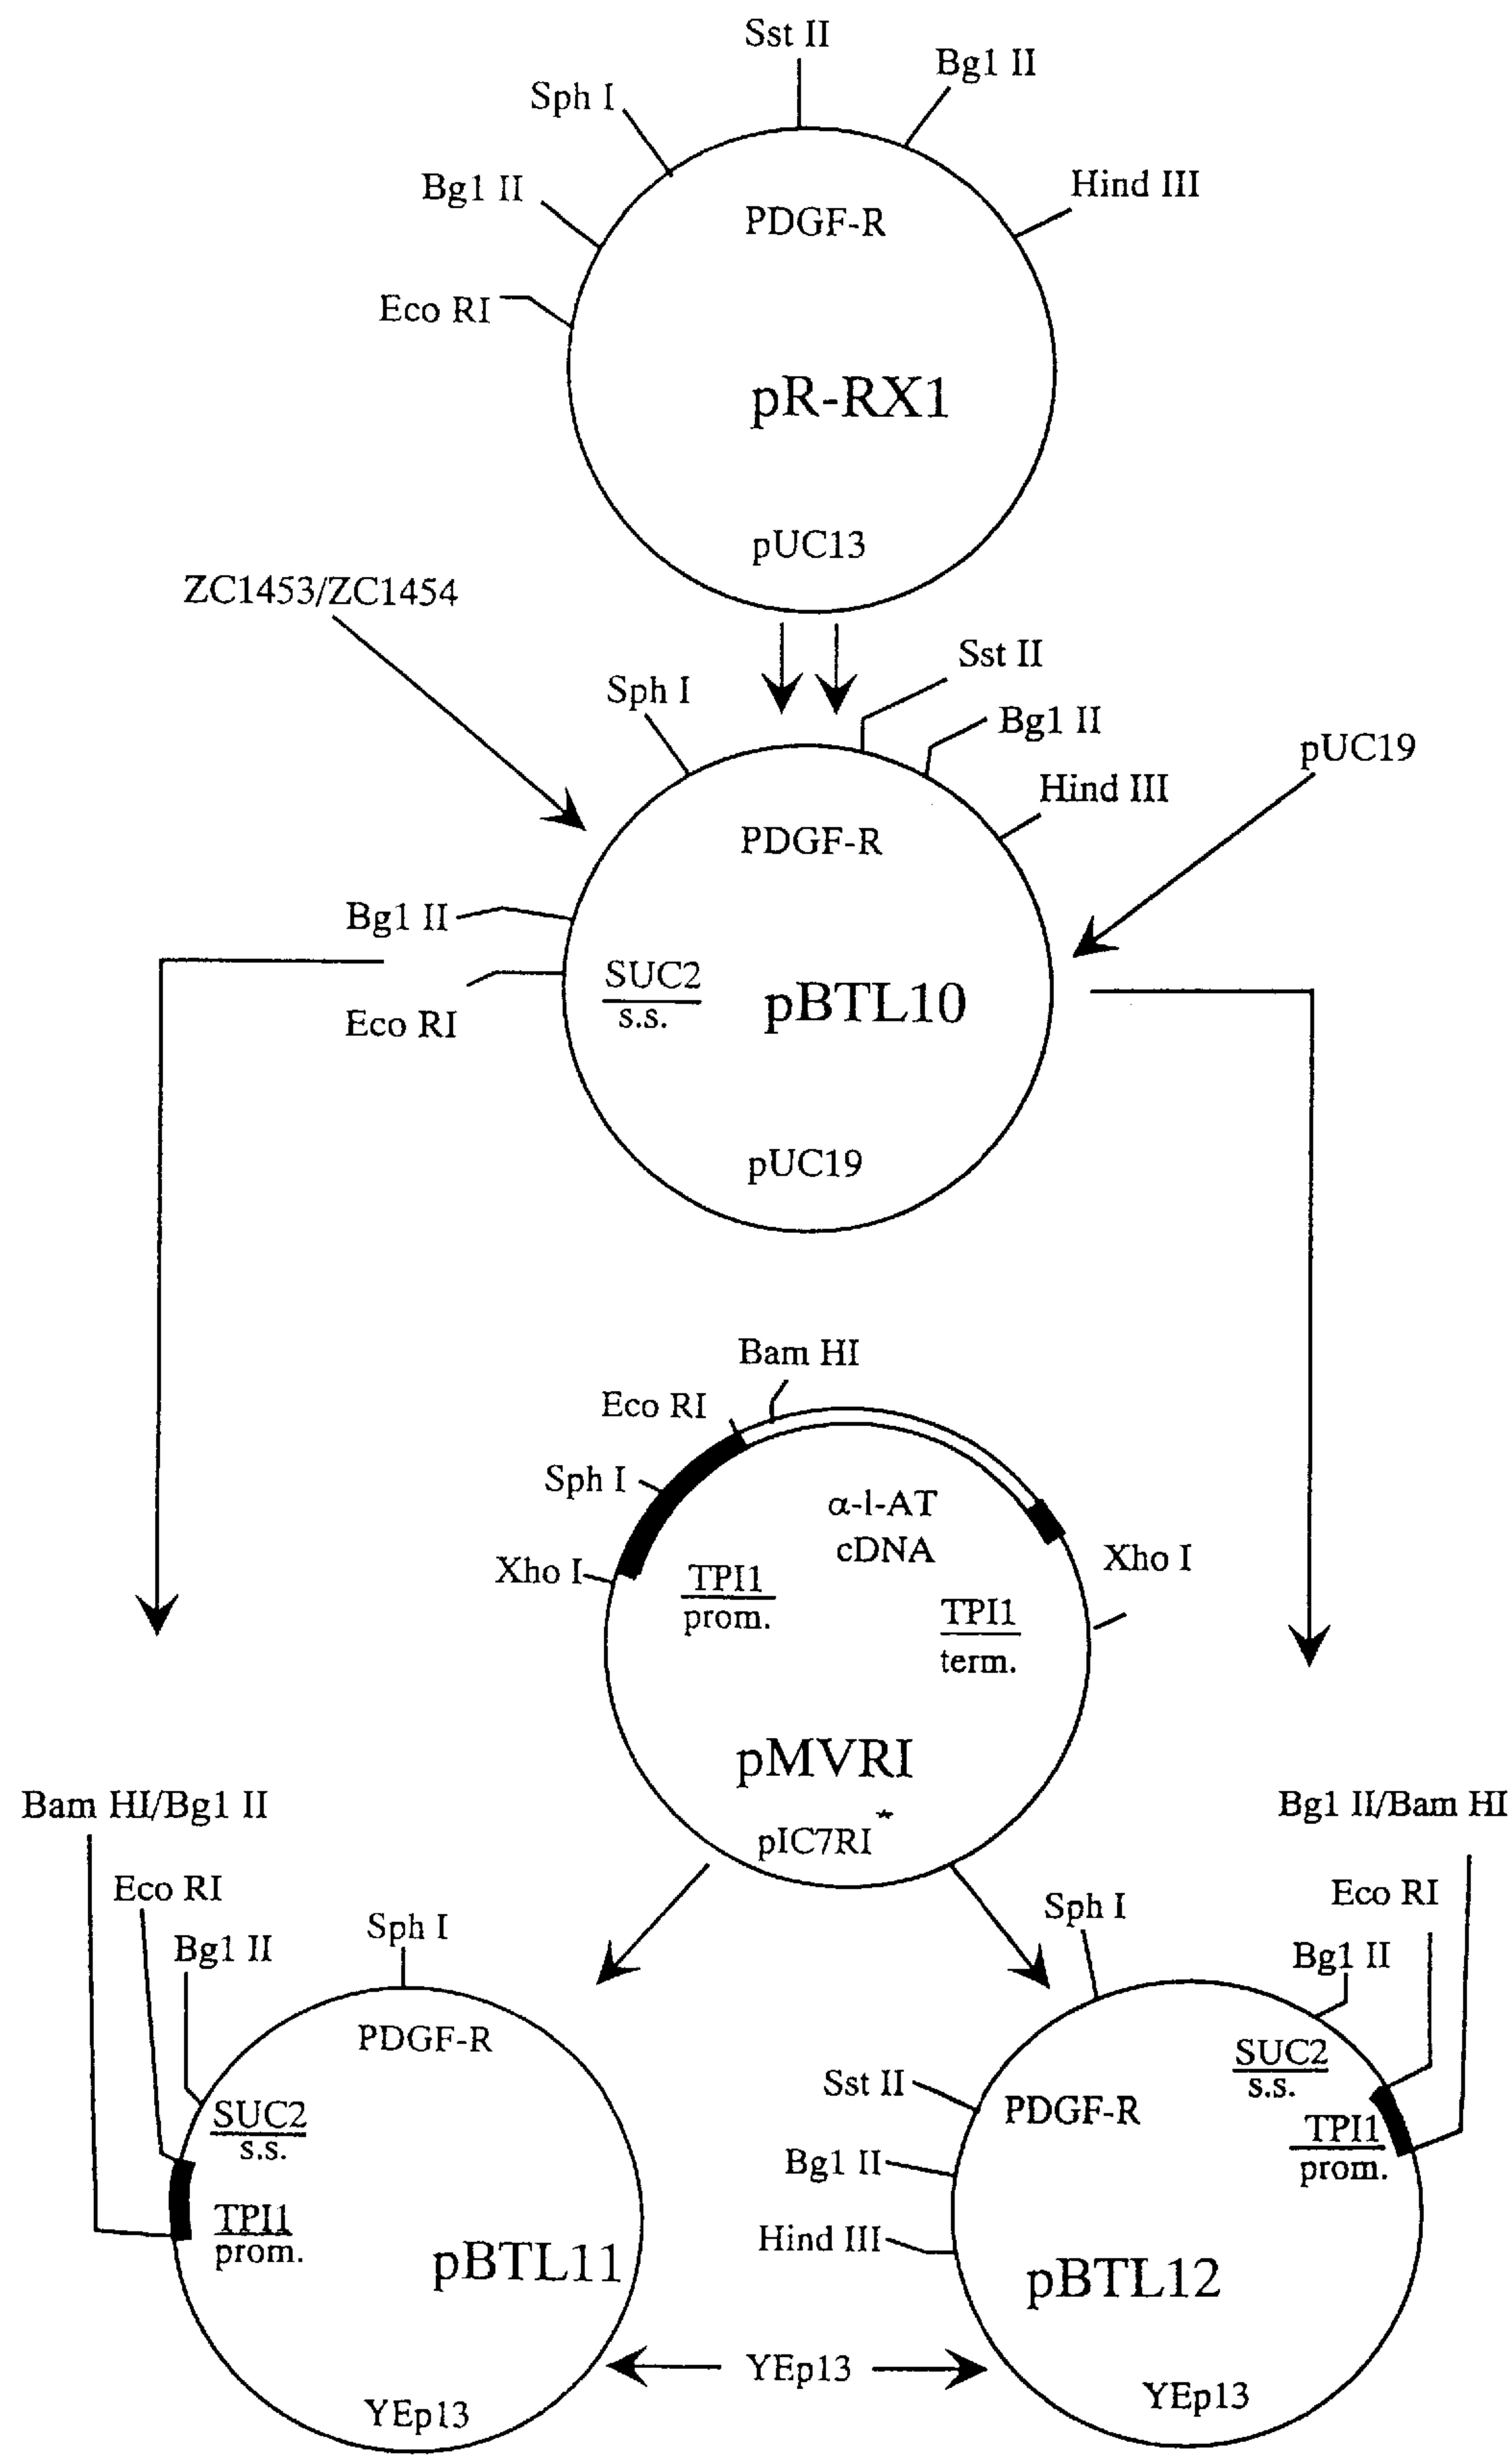 Sst II
Bg1 II
Sph I
Hind III
Bg1 II
PDGF-R
Eco RI
pR-RX1
pUC13
ZC1453/ZC1454
Sst II
Sph I
Bg1 II
pUC19
Hind III
PDGF-R
Bg1 II
SUC2
s.s.
pBTL10
Eco RI
pUC19
Bam HI
Eco RI
Sph I
α-1-AT
cDNA
Xho I
Xho I
TPI1
prom.
TPI1
term.
pMVRI
pIC7RI*
Bam HI/Bg1 II
Bg1 II/Bam HI
Eco RI
Eco RI
Sph I
Sph I
Bg1 II
Bg1 II
PDGF-R
SUC2
s.s.
Sst II
PDGF-R
SUC2
s.s.
TPI1
prom.
Bg1 II
TPI1
prom.
Hind III
pBTL11
pBTL12
YEp13
YEp13
YEp13